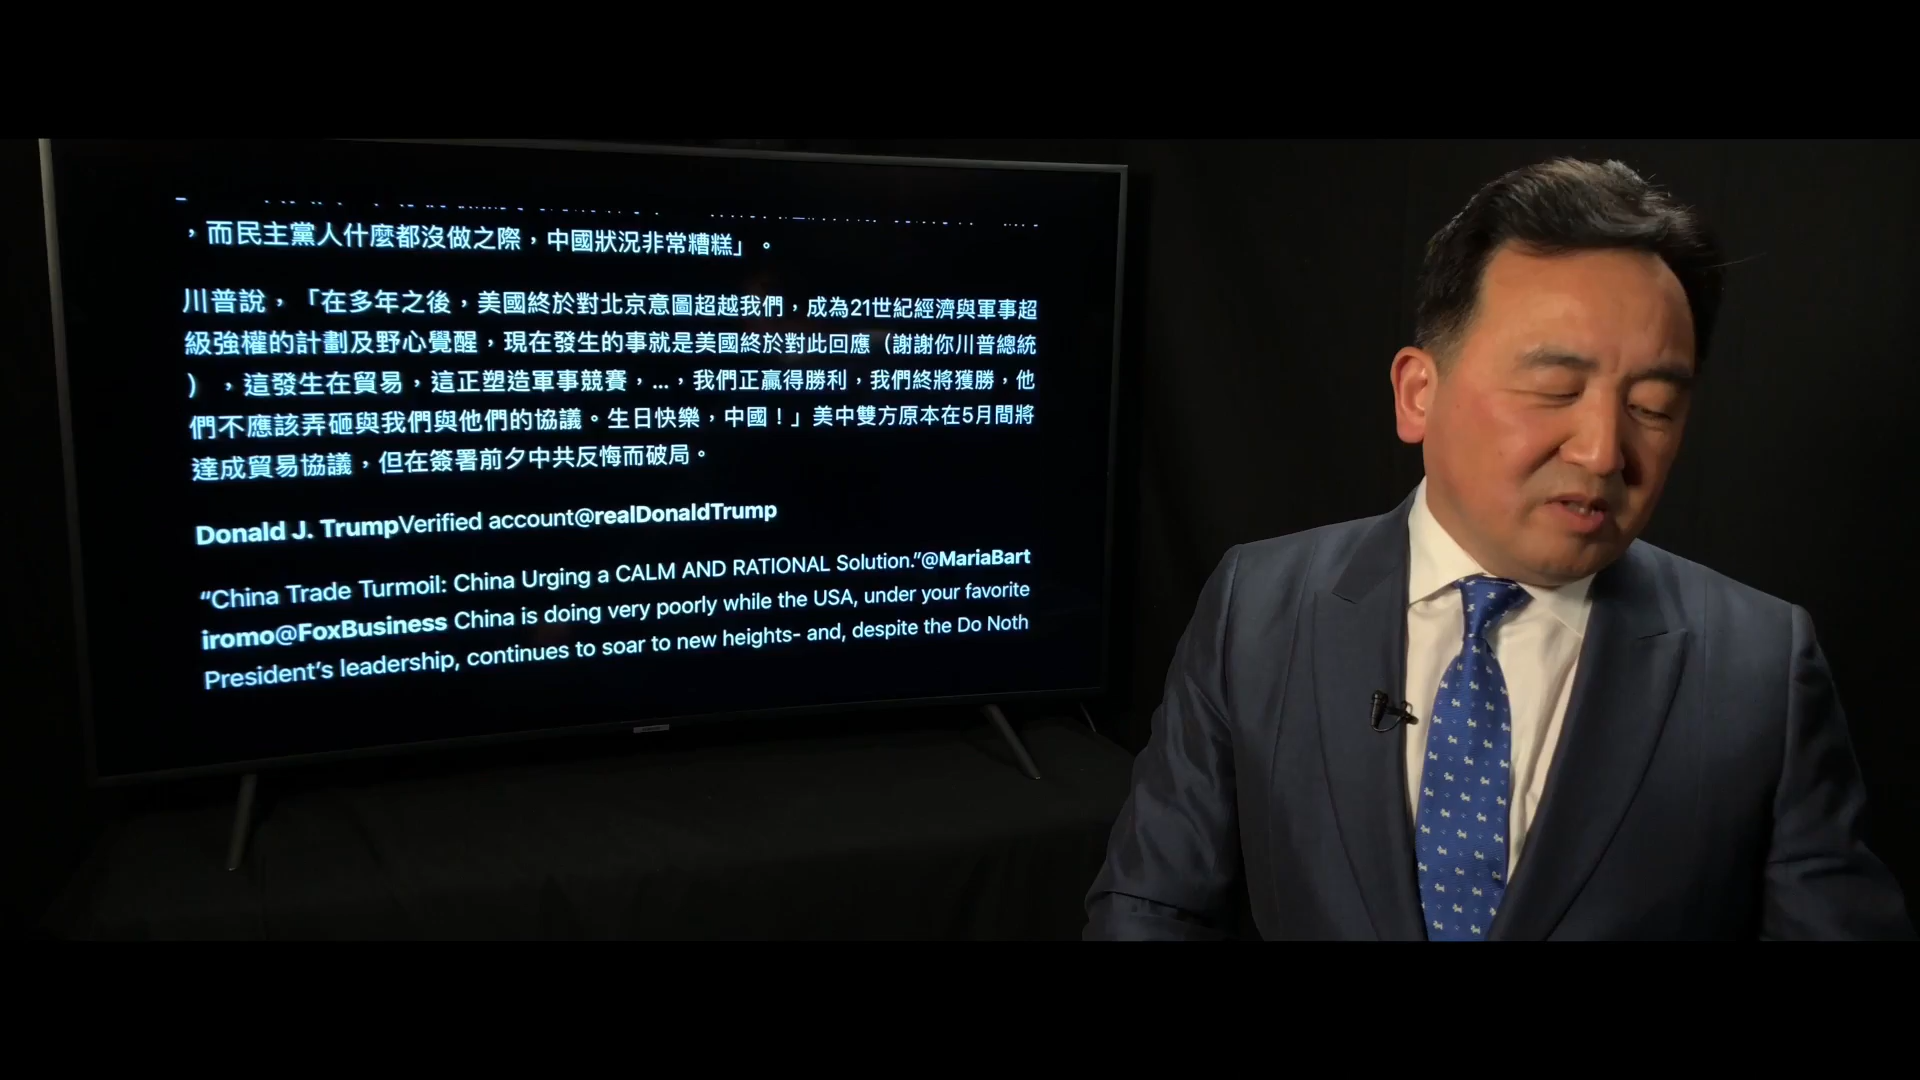 ，而民主黨人什麼都沒做之際，中國狀況非常糟糕」。
川普說，「在多年之後，美國終於對北京意圖超越我們，成為21世紀經濟與軍事超
級強權的計劃及野心覺醒，現在發生的事就是美國終於對此回應（謝謝你川普總統
），這發生在貿易，這正塑造軍事競賽，...，我們正贏得勝利，我們終將獲勝，他
們不應該弄砸與我們與他們的協議。生日快樂，中國！」美中雙方原本在5月間將
達成貿易協議，但在簽署前夕中共反悔而破局。
Donald J. TrumpVerified account@realDonaldTrump
“China Trade Turmoil: China Urging a CALM AND RATIONAL Solution.”@MariaBart
iromo@FoxBusiness China is doing very poorly while the USA, under your favorite
President’s leadership, continues to soar to new heights- and, despite the Do Noth